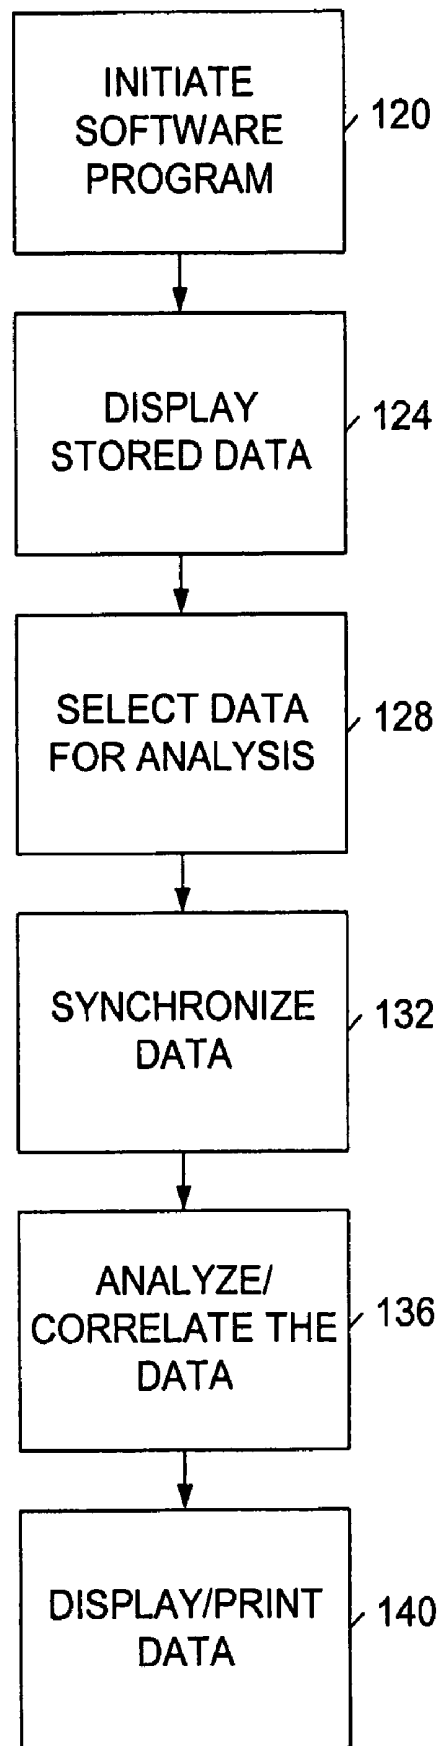 INITIATE
SOFTWARE
PROGRAM
120
DISPLAY
STORED DATA
124
SELECT DATA
FOR ANALYSIS
128
SYNCHRONIZE
DATA
132
ANALYZE/
CORRELATE THE
DATA
136
DISPLAY/PRINT
DATA
140